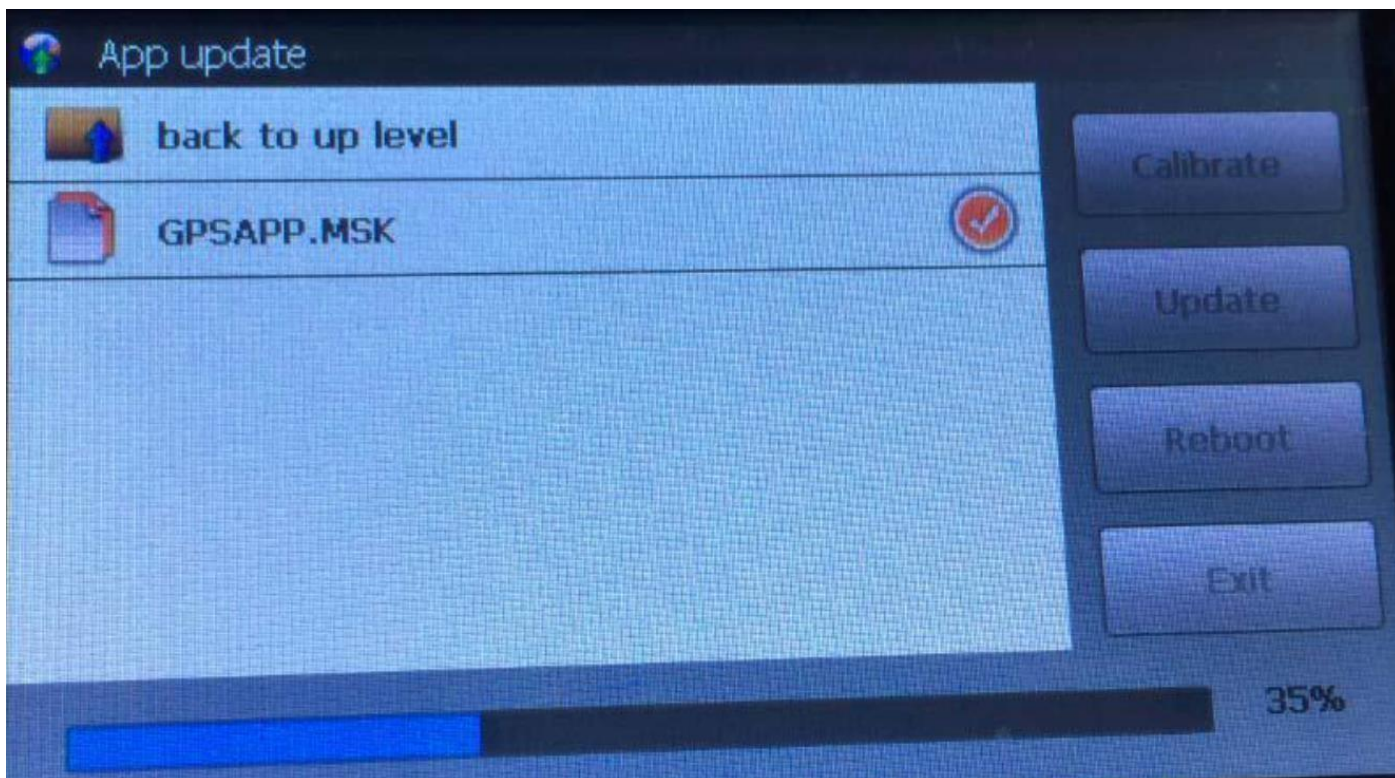 App update
back to up level
GPSAPP.MSK
Calibrate
Update
Reboot
Exit
35%